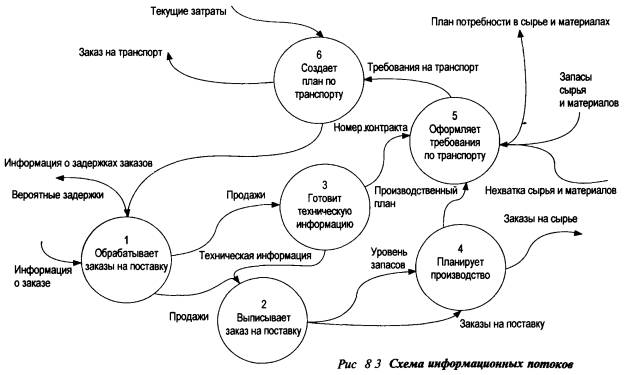 Текущие затраты
План потребности в сырье и материалах
Заказ на транспорт
6
Создает
план по
транспорту
Требования на транспорт
Запасы
сырья
и материалов
5
Оформляет
требования
по транспорту
Номер контракта
Информация о задержках заказов
Вероятные задержки
Продажи
3
Готовит
техническую
информацию
Производственный
план
Нехватка сырья и материалов
1
Обрабатывает
заказы на поставку
Заказы на сырье
Информация
о заказе
Техническая информация
Уровень
запасов
4
Планирует
производство
Продажи
2
Выписывает
заказ на поставку
Заказы на поставку
Рис 8 3 Схема информационных потоков